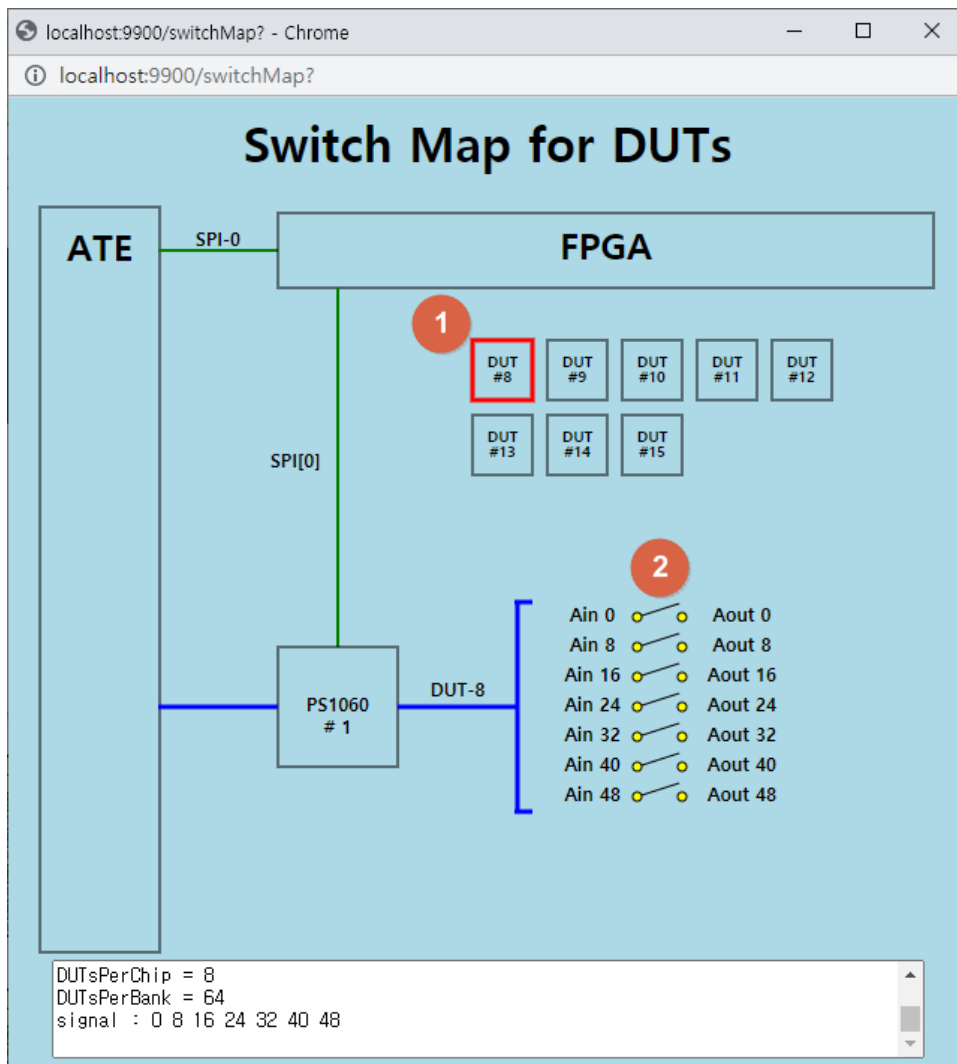 localhost:9900/switchMap? - Chrome
localhost:9900/switchMap?
Switch Map for DUTs
ATE
SPI-0
FPGA
1
DUT
#8
DUT
#9
DUT
#10
DUT
#11
DUT
#12
DUT
#13
DUT
#14
DUT
#15
SPI[0]
2
Ain 0 Aout 0
Ain 8 Aout 8
Ain 16 Aout 16
Ain 24 Aout 24
Ain 32 Aout 32
Ain 40 Aout 40
Ain 48 Aout 48
PS1060
# 1
DUT-8
DUTsPerChip = 8
DUTsPerBank = 64
signal : 0 8 16 24 32 40 48